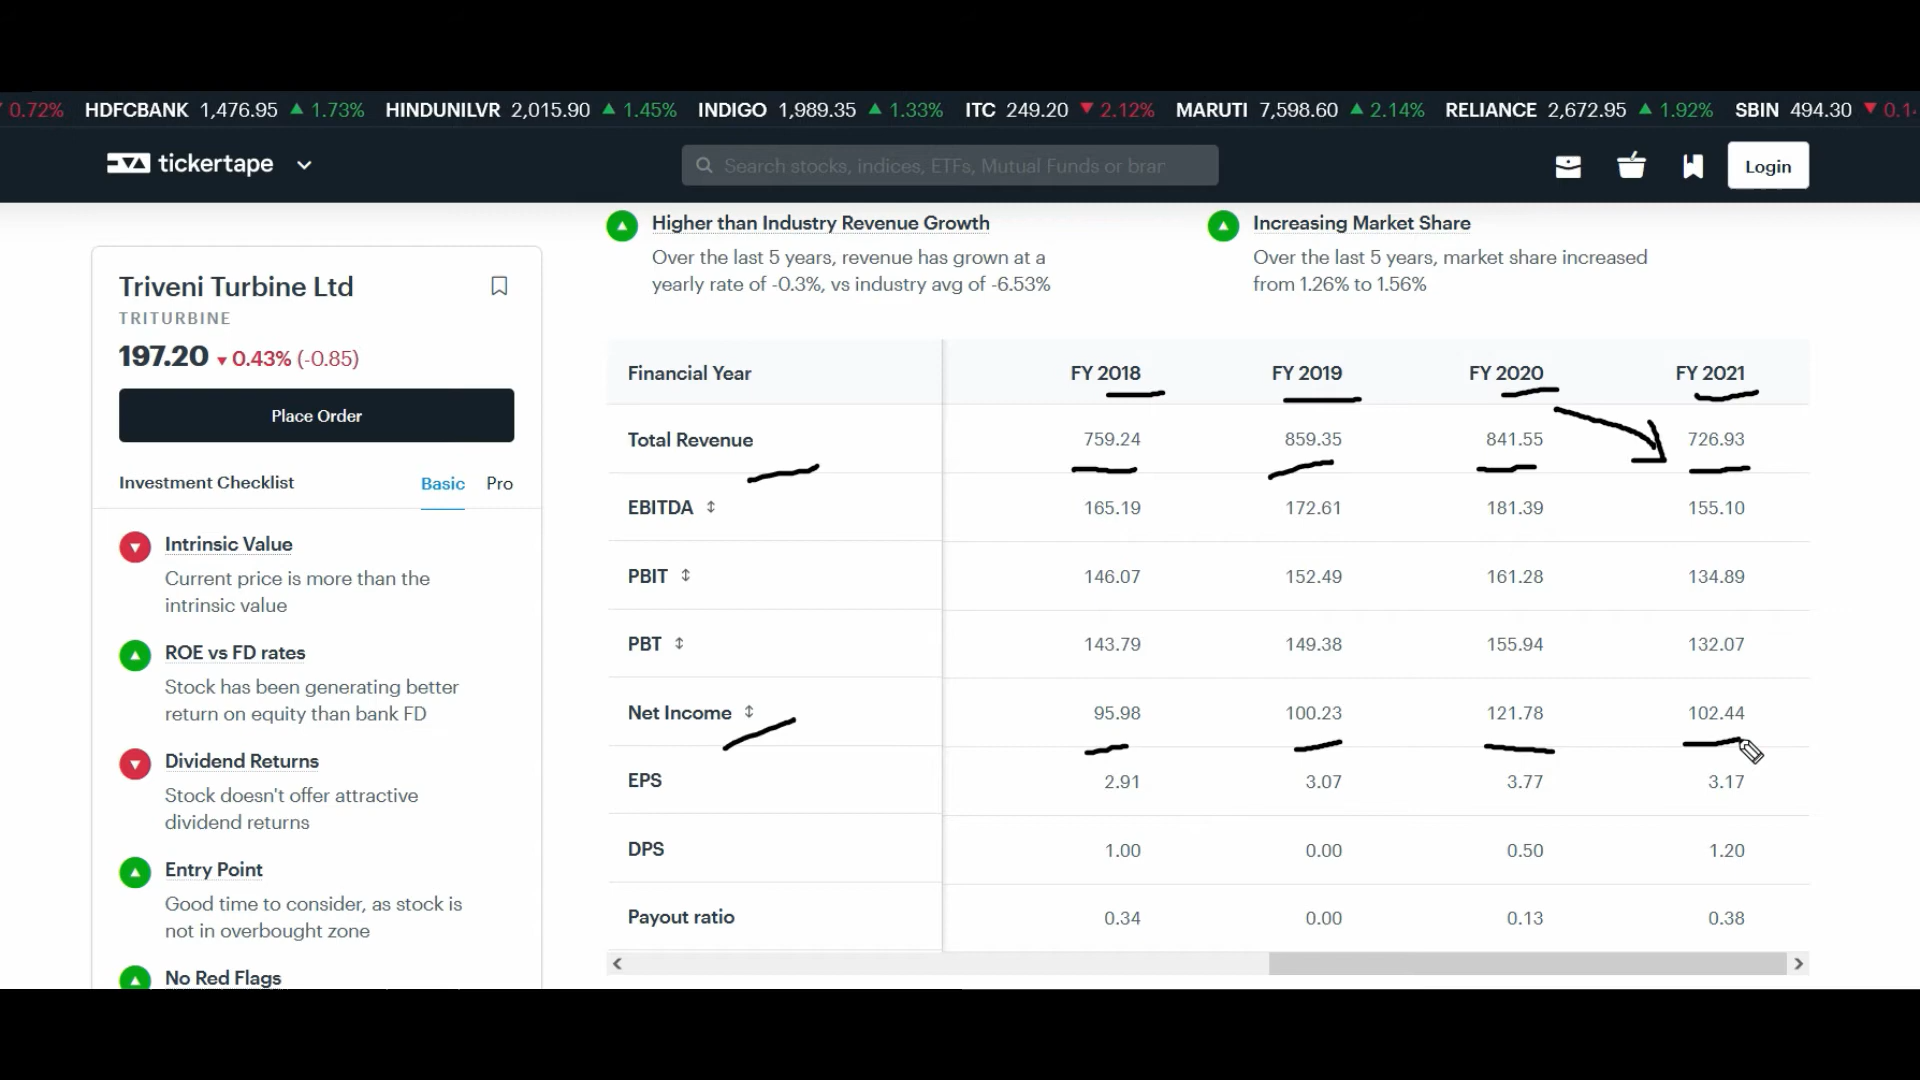 0.72% HDFCBANK 1,476.95 ▲ 1.73% HINDUNILVR 2,015.90 ▲ 1.45% INDIGO 1,989.35 ▲ 1.33% ITC 249.20 ▼ 2.12% MARUTI 7,598.60 ▲ 2.14% RELIANCE 2,672.95 ▲ 1.92% SBIN 494.30 ▼
tickertape
Search stocks, indices, ETFs, Mutual Funds or brar
Login
Triveni Turbine Ltd
TRITURBINE
197.20 ▼ 0.43% (-0.85)
Place Order
Investment Checklist Basic Pro
Intrinsic Value
Current price is more than the
intrinsic value
ROE vs FD rates
Stock has been generating better
return on equity than bank FD
Dividend Returns
Stock doesn't offer attractive
dividend returns
Entry Point
Good time to consider, as stock is
not in overbought zone
No Red Flags
Higher than Industry Revenue Growth
Over the last 5 years, revenue has grown at a
yearly rate of -0.3%, vs industry avg of -6.53%
Increasing Market Share
Over the last 5 years, market share increased
from 1.26% to 1.56%
Financial Year FY 2018 FY 2019 FY 2020 FY 2021
Total Revenue 759.24 859.35 841.55 726.93
EBITDA 165.19 172.61 181.39 155.10
PBIT 146.07 152.49 161.28 134.89
PBT 143.79 149.38 155.94 132.07
Net Income 95.98 100.23 121.78 102.44
EPS 2.91 3.07 3.77 3.17
DPS 1.00 0.00 0.50 1.20
Payout ratio 0.34 0.00 0.13 0.38